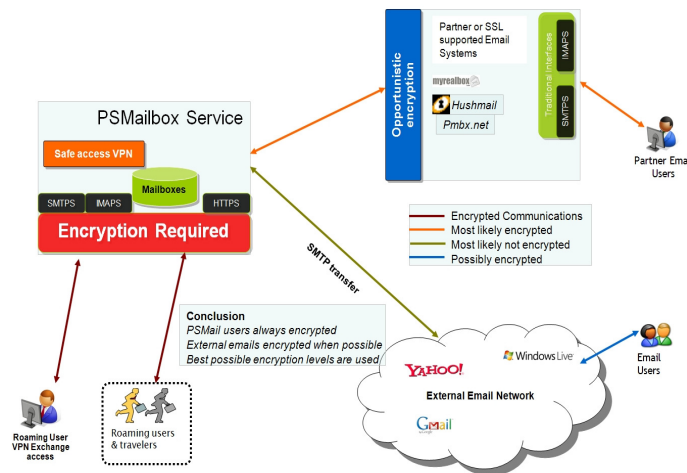 PSMailbox Service
Safe access VPN
Mailboxes
SMTPS
IMAPS
HTTPS
Encryption Required
Opportunistic
encryption
Partner or SSL
supported Email
Systems
myrealbox
Hushmail
Pmbx.net
Traditional Interfaces
IMAPS
SMTPS
Partner Emai
Users
Encrypted Communications
Most likely encrypted
Most likely not encrypted
Possibly encrypted
SMTP transfer
Conclusion
PSMail users always encrypted
External emails encrypted when possible
Best possible encryption levels are used
Roaming User
VPN Exchange
access
Roaming users
& travelers
YAHOO!
Windows Live
External Email Network
Gmail
Email
Users